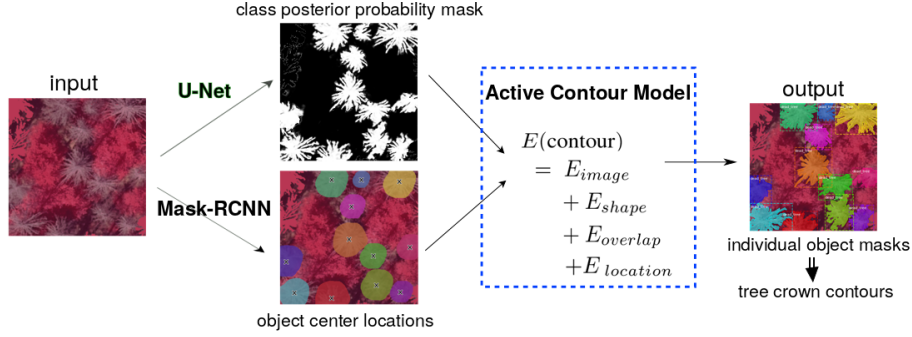 class posterior probability mask
input
U-Net
Mask-RCNN
object center locations
Active Contour Model
E(contour)
= E_image
+ E_shape
+ E_overlap
+E_location
output
individual object masks
tree crown contours